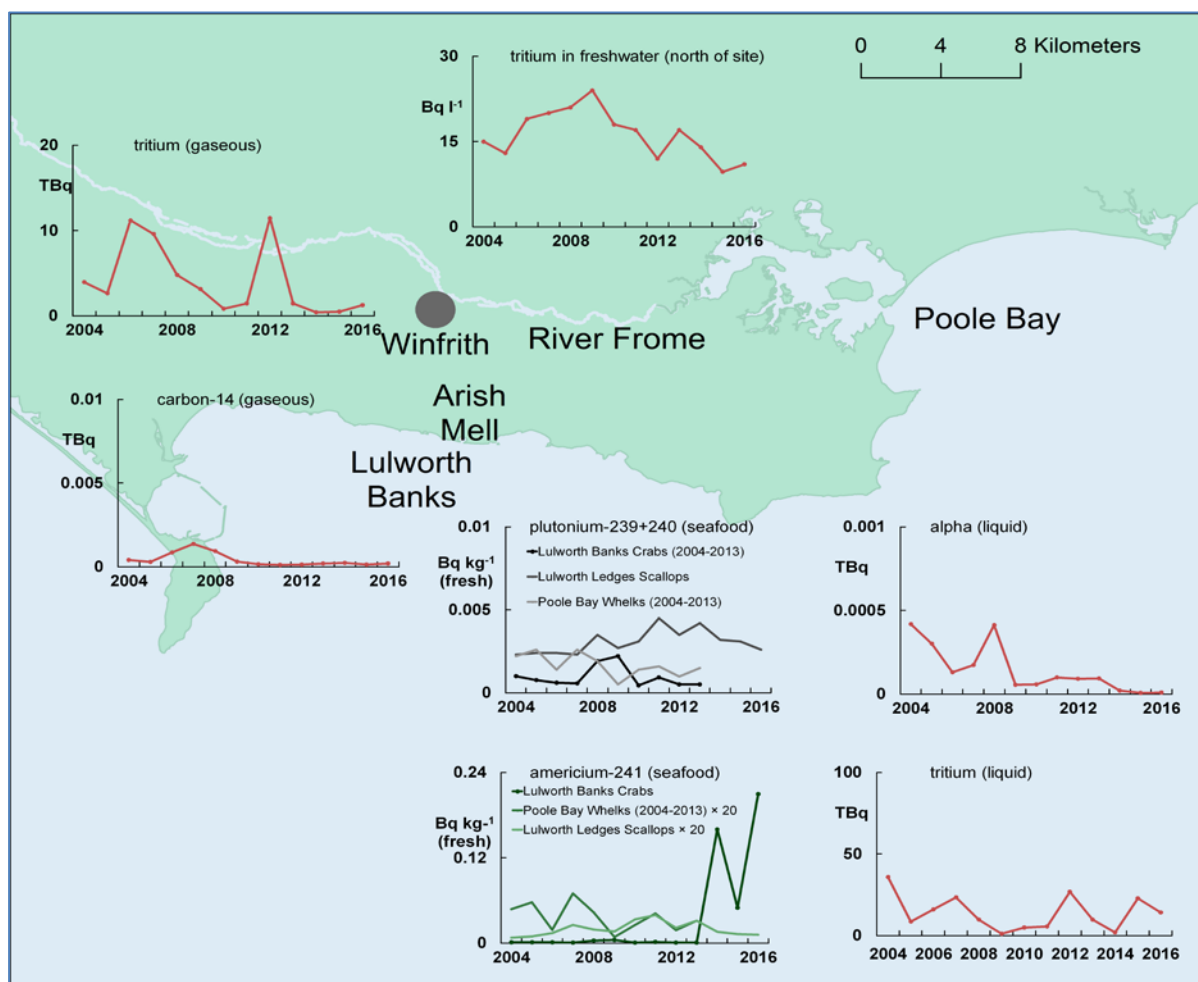 0 4 8 Kilometers
tritium in freshwater (north of site)
30
Bq l-1
15
0
2004 2008 2012 2016
tritium (gaseous)
20
TBq
10
0
2004 2008 2012 2016
Winfrith
River Frome
Poole Bay
Arish
Mell
Lulworth
Banks
carbon-14 (gaseous)
0.01
TBq
0.005
0
2004 2008 2012 2016
plutonium-239+240 (seafood)
0.01
Lulworth Banks Crabs (2004-2013)
Bq kg-1
(fresh)
Lulworth Ledges Scallops
Poole Bay Whelks (2004-2013)
0.005
0
2004 2008 2012 2016
alpha (liquid)
0.001
TBq
0.0005
0
2004 2008 2012 2016
americium-241 (seafood)
0.24
Lulworth Banks Crabs
Poole Bay Whelks (2004-2013) × 20
Bq kg-1
(fresh)
Lulworth Ledges Scallops × 20
0.12
0
2004 2008 2012 2016
tritium (liquid)
100
TBq
50
0
2004 2006 2008 2010 2012 2014 2016